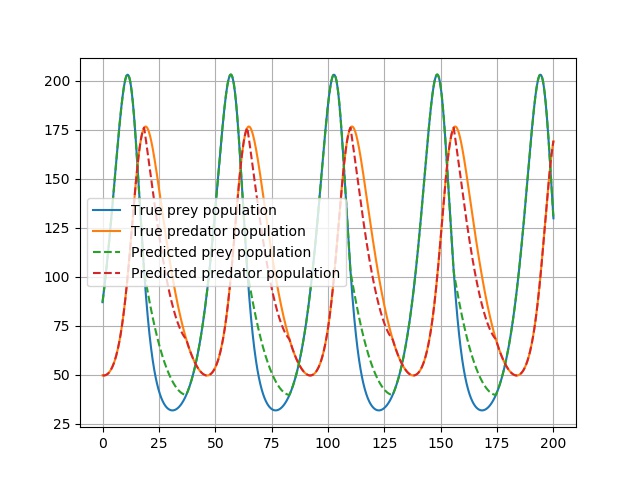 200
175
150
125
100
75
50
25
True prey population
True predator population
Predicted prey population
Predicted predator population
0 25 50 75 100 125 150 175 200